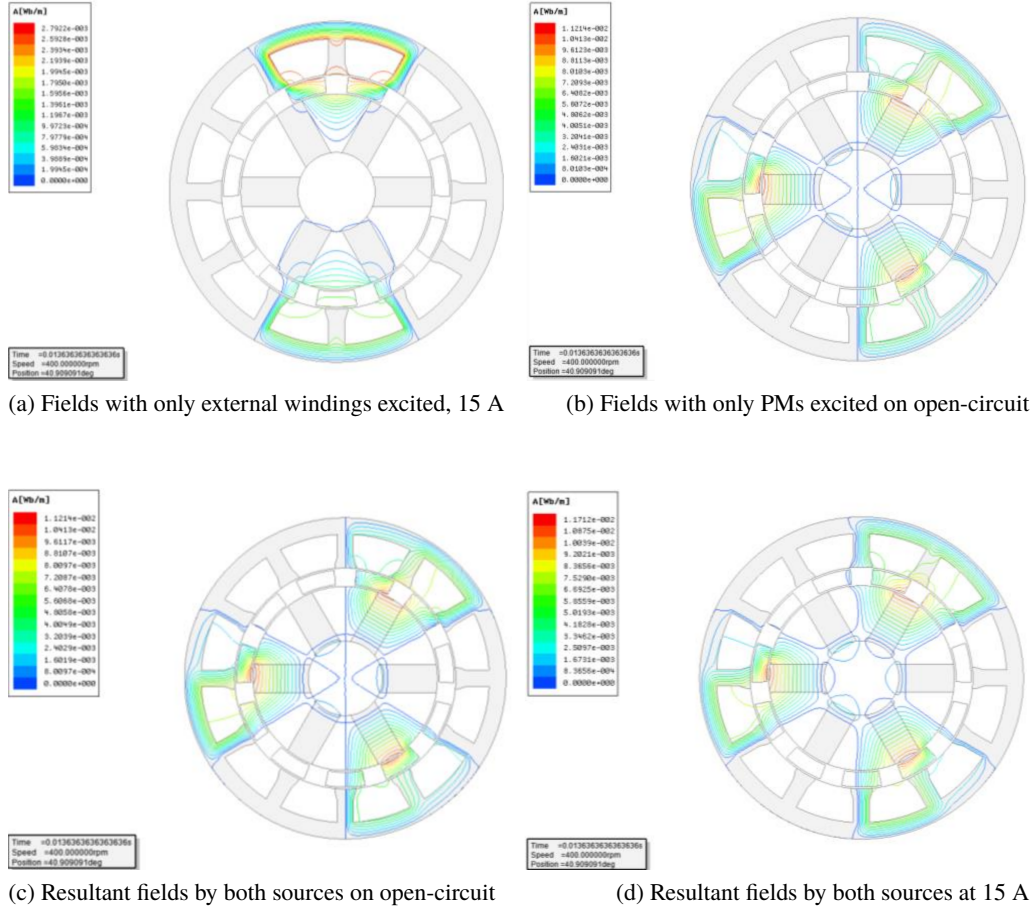 A[Wb/m]
2.7922e-003
2.5928e-003
2.3934e-003
2.1939e-003
1.9945e-003
1.7950e-003
1.5956e-003
1.3961e-003
1.1967e-003
9.9723e-004
7.9779e-004
5.9834e-004
3.9889e-004
1.9945e-004
0.0000e+000
Time =0.0136363636363636s
Speed =400.000000rpm
Position =40.909091deg
(a) Fields with only external windings excited, 15 A
A[Wb/m]
1.1214e-002
1.0413e-002
9.6123e-003
8.8113e-003
8.0103e-003
7.2093e-003
6.4082e-003
5.6072e-003
4.8062e-003
4.0051e-003
3.2041e-003
2.4031e-003
1.6021e-003
8.0103e-004
0.0000e+000
Time =0.0136363636363636s
Speed =400.000000rpm
Position =40.909091deg
(b) Fields with only PMs excited on open-circuit
A[Wb/m]
1.1214e-002
1.0413e-002
9.6117e-003
8.8107e-003
8.0097e-003
7.2087e-003
6.4078e-003
5.6068e-003
4.8058e-003
4.0049e-003
3.2039e-003
2.4029e-003
1.6019e-003
8.0097e-004
0.0000e+000
Time =0.0136363636363636s
Speed =400.000000rpm
Position =40.909091deg
(c) Resultant fields by both sources on open-circuit
A[Wb/m]
1.1712e-002
1.0875e-002
1.0039e-002
9.2021e-003
8.3656e-003
7.5290e-003
6.6925e-003
5.8559e-003
5.0193e-003
4.1828e-003
3.3462e-003
2.5097e-003
1.6731e-003
8.3656e-004
0.0000e+000
Time =0.0136363636363636s
Speed =400.000000rpm
Position =40.909091deg
(d) Resultant fields by both sources at 15 A